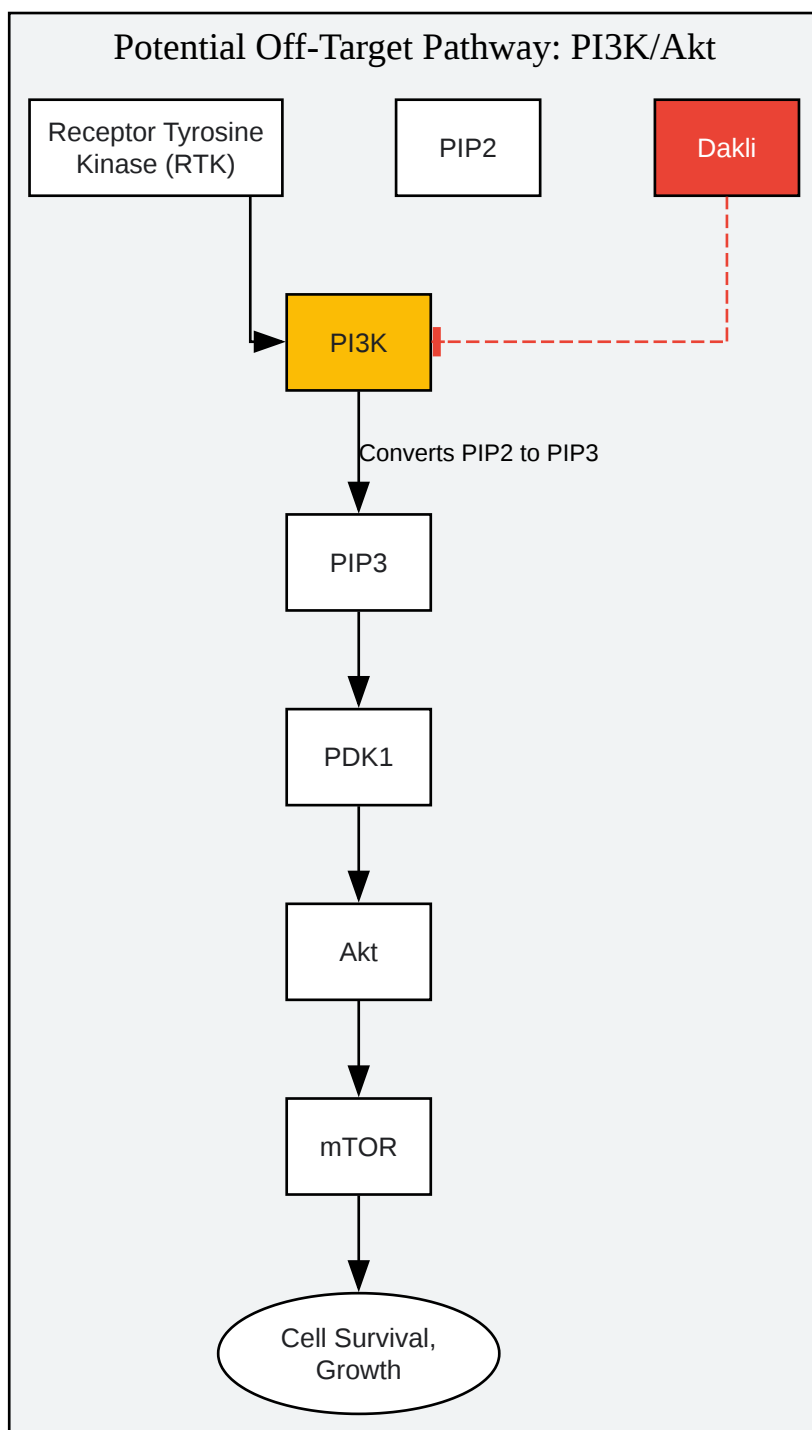 Potential Off-Target Pathway: PI3K/Akt
Receptor Tyrosine
Kinase (RTK)
PIP2
Dakli
PI3K
Converts PIP2 to PIP3
PIP3
PDK1
Akt
mTOR
Cell Survival,
Growth